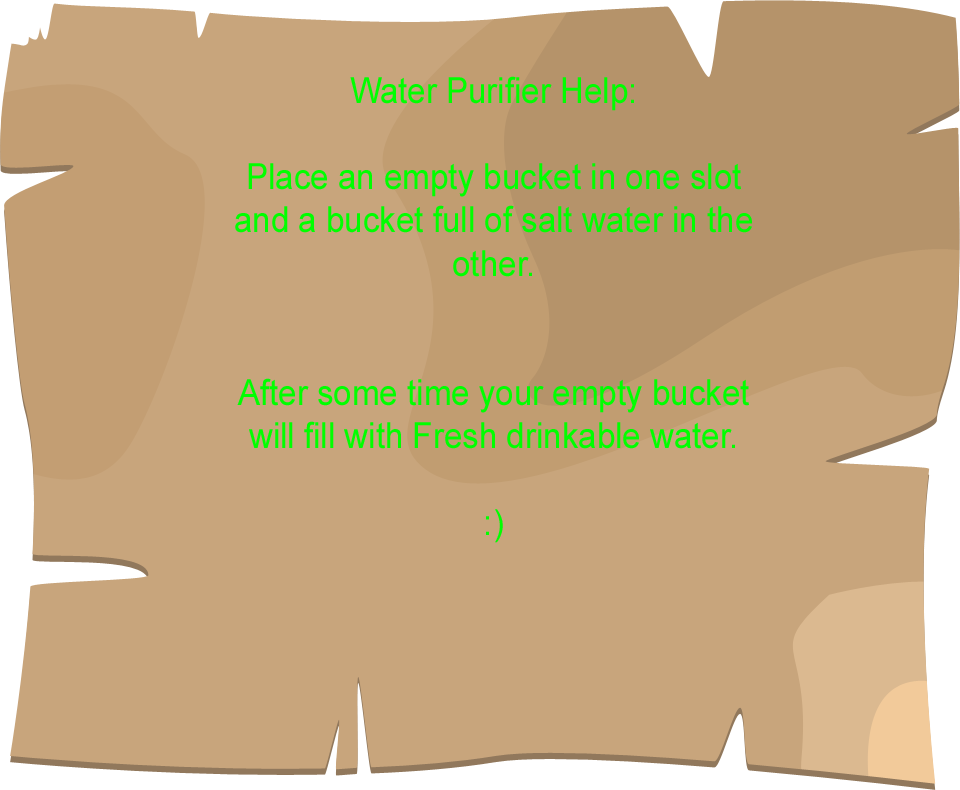 Water Purifier Help:
Place an empty bucket in one slot
and a bucket full of salt water in the
other.
After some time your empty bucket
will fill with Fresh drinkable water.
:)